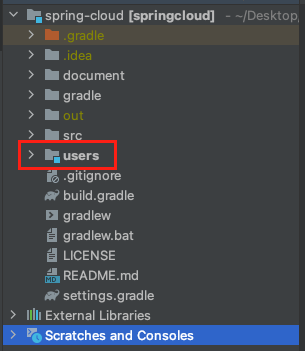 spring-cloud [springcloud] ~/Desktop,
.gradle
.idea
document
gradle
out
src
users
.gitignore
build.gradle
gradlew
gradlew.bat
LICENSE
README.md
settings.gradle
External Libraries
Scratches and Consoles